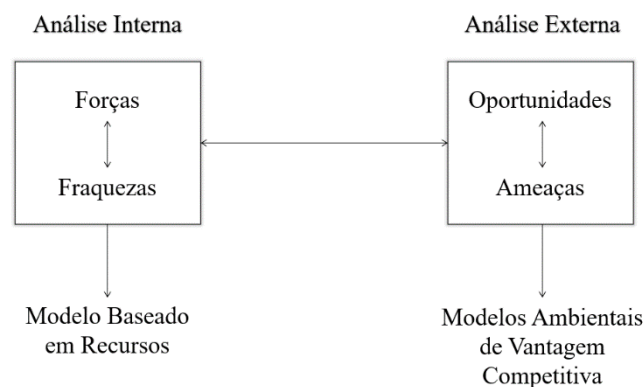 Análise Interna
Análise Externa
Forças
Oportunidades
Fraquezas
Ameaças
Modelo Baseado
em Recursos
Modelos Ambientais
de Vantagem
Competitiva